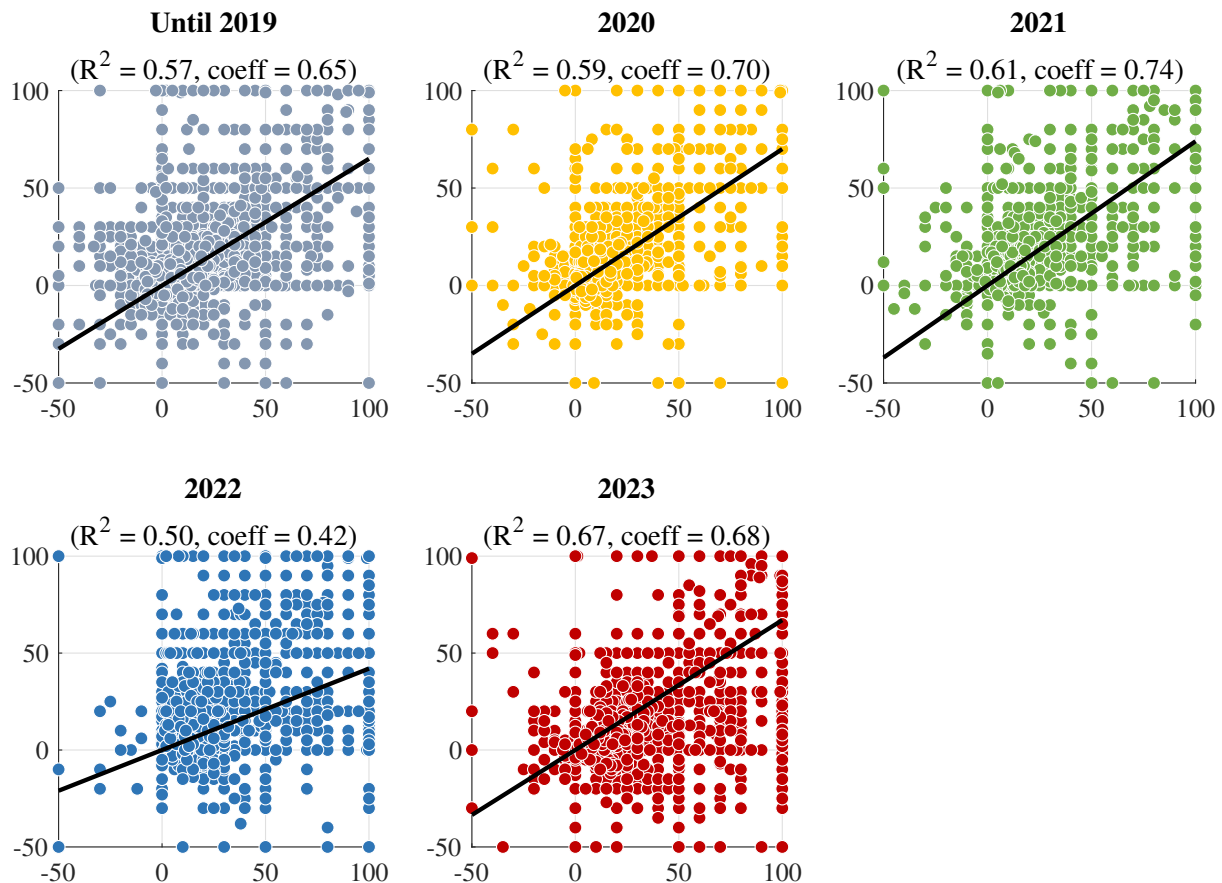 Until 2019
(R² = 0.57, coeff = 0.65)
100
50
0
-50
-50 0 50 100
2020
(R² = 0.59, coeff = 0.70)
100
50
0
-50
-50 0 50 100
2021
(R² = 0.61, coeff = 0.74)
100
50
0
-50
-50 0 50 100
2022
(R² = 0.50, coeff = 0.42)
100
50
0
-50
-50 0 50 100
2023
(R² = 0.67, coeff = 0.68)
100
50
0
-50
-50 0 50 100